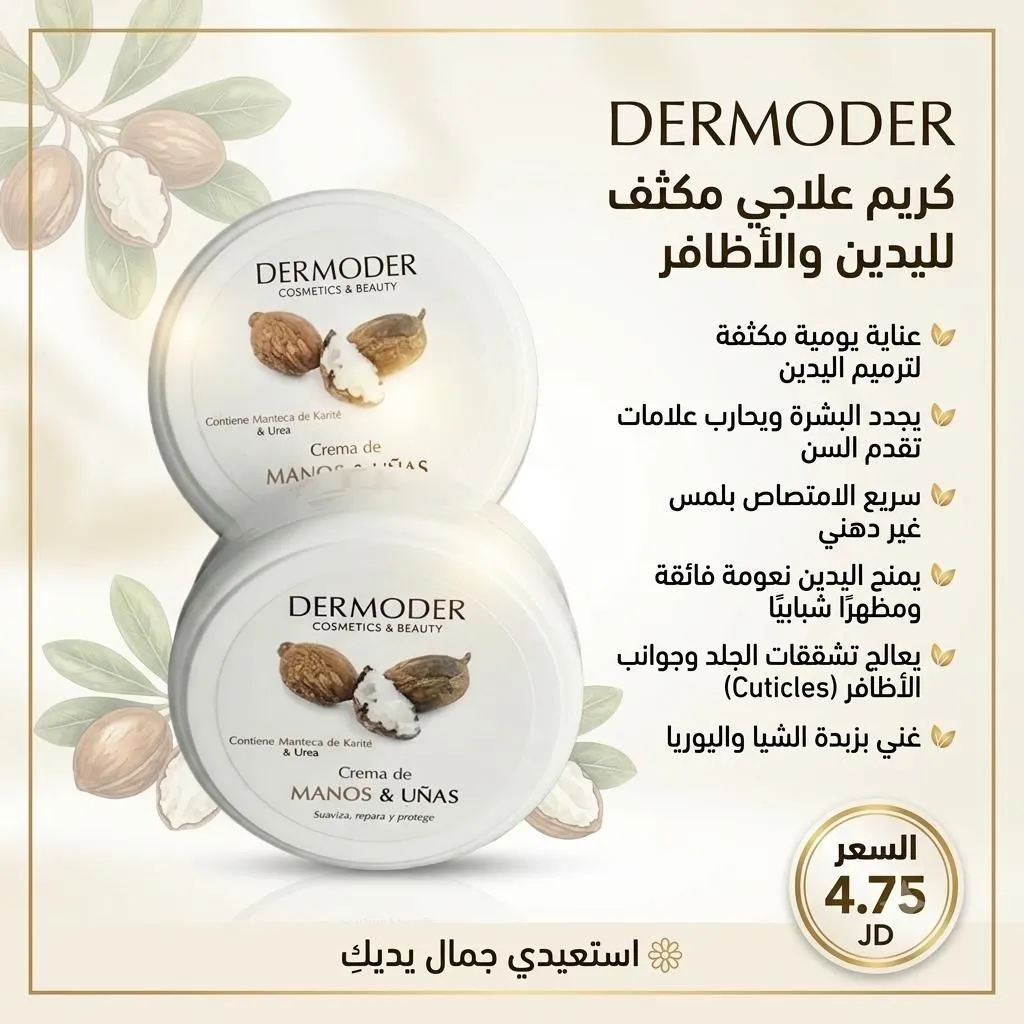 DERMODER
كريم علاجي مكثف
لليدين والأظافر
عناية يومية مكثفة
لترميم اليدين
يجدد البشرة ويحارب علامات
تقدم السن
سريع الامتصاص بلمس
غير دهني
يمنح اليدين نعومة فائقة
ومظهرًا شبابيًا
يعالج تشققات الجلد وجوانب
الأظافر (Cuticles)
غني بزبدة الشيا واليوريا
DERMODER
COSMETICS & BEAUTY
Contiene Manteca de Karité
& Urea
Crema de
MANOS & UÑAS
DERMODER
COSMETICS & BEAUTY
Contiene Manteca de Karité
& Urea
Crema de
MANOS & UÑAS
Suaviza, repara y protege
السعر
4.75
JD
استعيدي جمال يديكِ